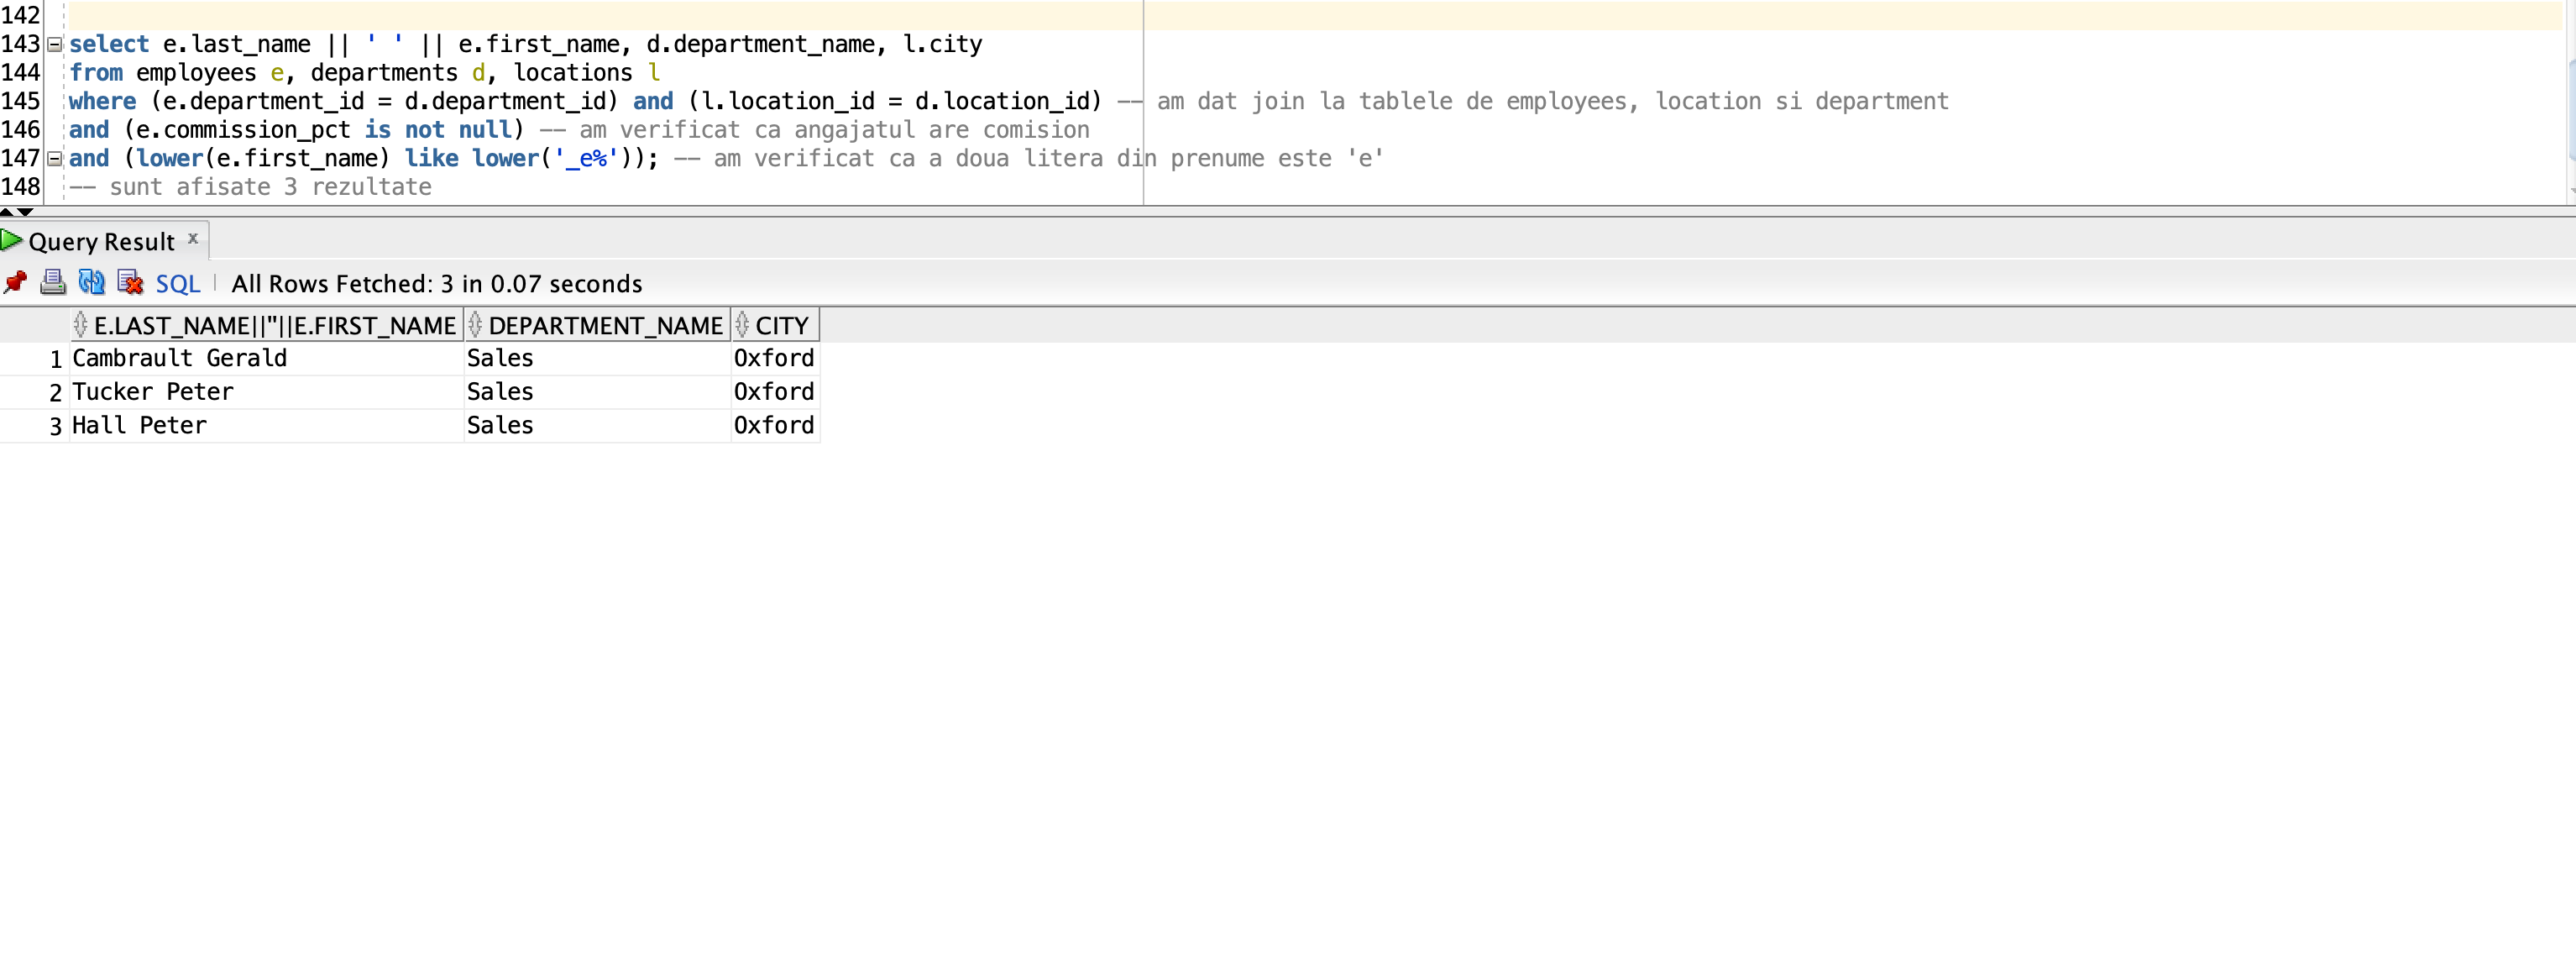 142
143 select e.last_name || ' ' || e.first_name, d.department_name, l.city
144 from employees e, departments d, locations l
145 where (e.department_id = d.department_id) and (l.location_id = d.location_id) -- am dat join la tablele de employees, location si department
146 and (e.commission_pct is not null) -- am verificat ca angajatul are comision
147 and (lower(e.first_name) like lower('_e%')); -- am verificat ca a doua litera din prenume este 'e'
148 -- sunt afisate 3 rezultate
Query Result x
SQL | All Rows Fetched: 3 in 0.07 seconds
E.LAST_NAME||''||E.FIRST_NAME DEPARTMENT_NAME CITY
1 Cambrault Gerald Sales Oxford
2 Tucker Peter Sales Oxford
3 Hall Peter Sales Oxford